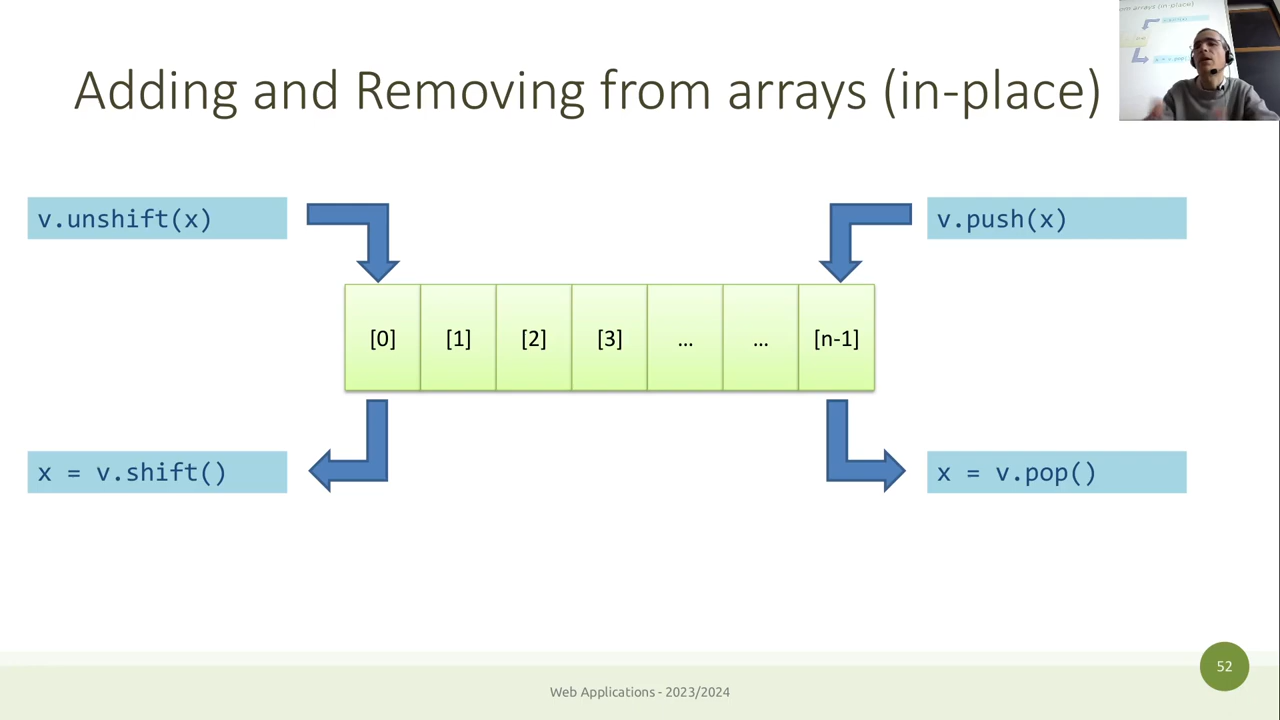 Adding and Removing from arrays (in-place)
v.unshift(x)
v.push(x)
[0] [1] [2] [3] ... ... [n-1]
x = v.shift()
x = v.pop()
52
Web Applications - 2023/2024